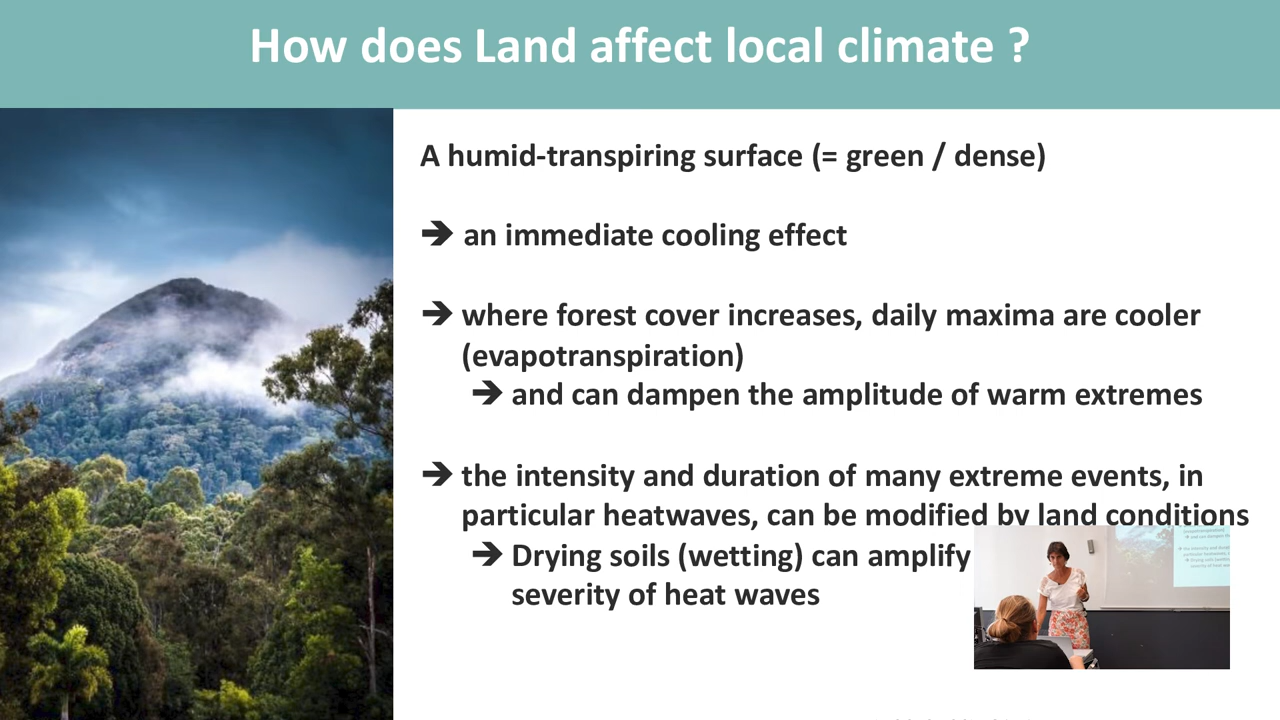 How does Land affect local climate ?
A humid-transpiring surface (= green / dense)
➔ an immediate cooling effect
➔ where forest cover increases, daily maxima are cooler
(evapotranspiration)
➔ and can dampen the amplitude of warm extremes
➔ the intensity and duration of many extreme events, in
particular heatwaves, can be modified by land conditions
➔ Drying soils (wetting) can amplify
severity of heat waves